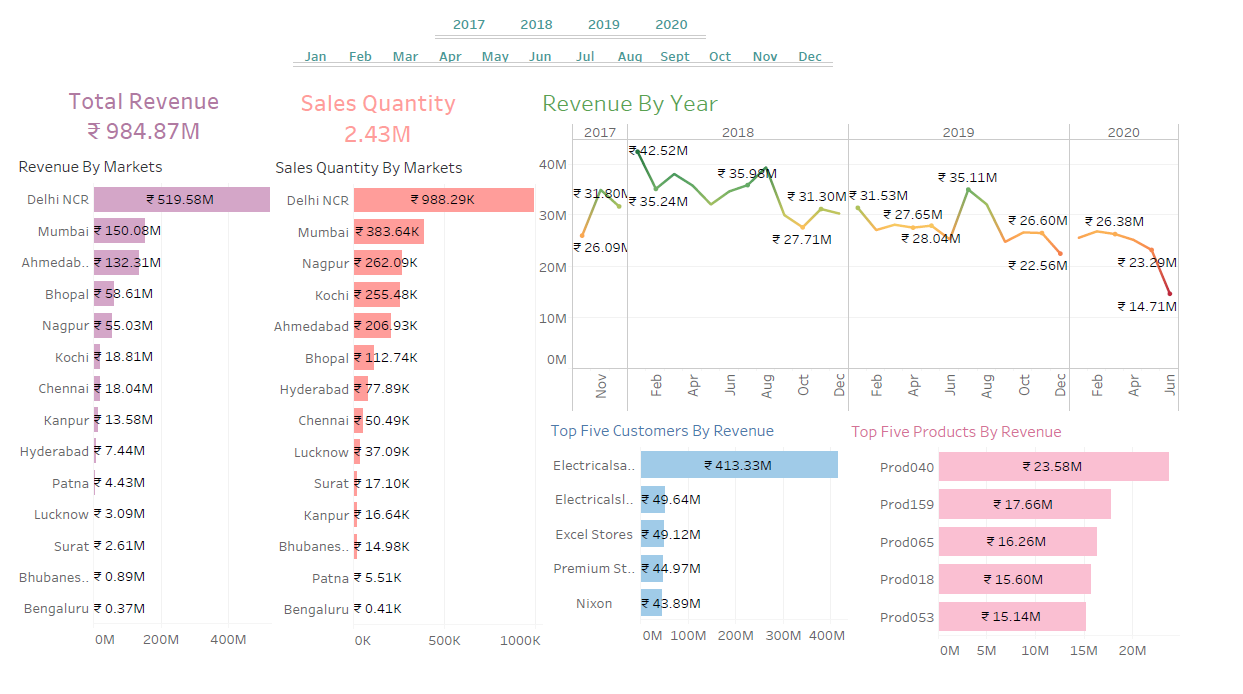 2017 2018 2019 2020
Jan Feb Mar Apr May Jun Jul Aug Sept Oct Nov Dec
Total Revenue
₹ 984.87M
Revenue By Markets
Delhi NCR ₹ 519.58M
Mumbai ₹ 150.08M
Ahmedab.. ₹ 132.31M
Bhopal ₹ 58.61M
Nagpur ₹ 55.03M
Kochi ₹ 18.81M
Chennai ₹ 18.04M
Kanpur ₹ 13.58M
Hyderabad ₹ 7.44M
Patna ₹ 4.43M
Lucknow ₹ 3.09M
Surat ₹ 2.61M
Bhubanes.. ₹ 0.89M
Bengaluru ₹ 0.37M
0M 200M 400M
Sales Quantity
2.43M
Sales Quantity By Markets
Delhi NCR ₹ 988.29K
Mumbai ₹ 383.64K
Nagpur ₹ 262.09K
Kochi ₹ 255.48K
Ahmedabad ₹ 206.93K
Bhopal ₹ 112.74K
Hyderabad ₹ 77.89K
Chennai ₹ 50.49K
Lucknow ₹ 37.09K
Surat ₹ 17.10K
Kanpur ₹ 16.64K
Bhubanes.. ₹ 14.98K
Patna ₹ 5.51K
Bengaluru ₹ 0.41K
0K 500K 1000K
Revenue By Year
2017 2018 2019 2020
40M
30M
20M
10M
0M
₹ 31.80M
₹ 26.09M
₹ 42.52M
₹ 35.24M
₹ 35.98M
₹ 27.71M
₹ 31.30M
₹ 31.53M
₹ 27.65M
₹ 28.04M
₹ 35.11M
₹ 26.60M
₹ 22.56M
₹ 26.38M
₹ 23.29M
₹ 14.71M
Nov Feb Apr Jun Aug Oct Dec Feb Apr Jun Aug Oct Dec Feb Apr Jun
Top Five Customers By Revenue
Electricalsa.. ₹ 413.33M
Electricalsl.. ₹ 49.64M
Excel Stores ₹ 49.12M
Premium St.. ₹ 44.97M
Nixon ₹ 43.89M
0M 100M 200M 300M 400M
Top Five Products By Revenue
Prod040 ₹ 23.58M
Prod159 ₹ 17.66M
Prod065 ₹ 16.26M
Prod018 ₹ 15.60M
Prod053 ₹ 15.14M
0M 5M 10M 15M 20M